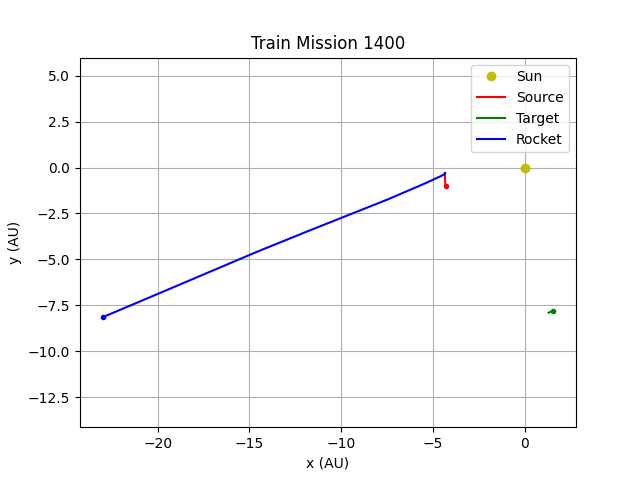 Train Mission 1400
Sun
Source
Target
Rocket
5.0
2.5
0.0
−2.5
−5.0
−7.5
−10.0
−12.5
y (AU)
−20
−15
−10
−5
0
x (AU)